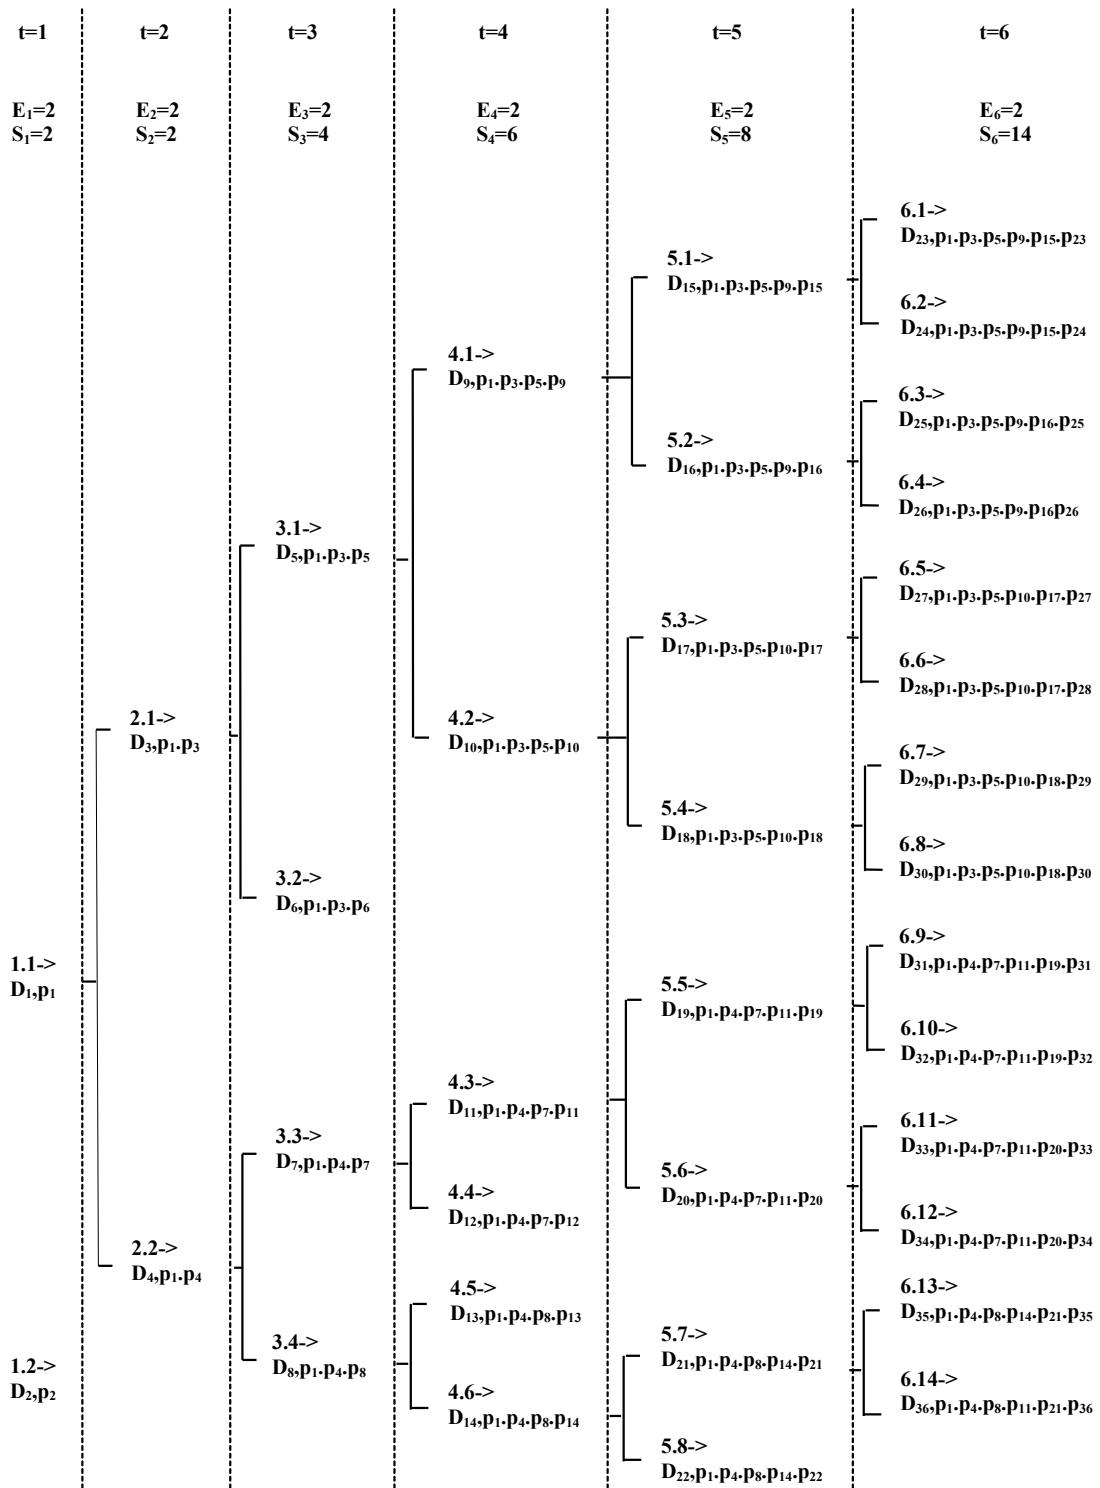 t=1
t=2
t=3
t=4
t=5
t=6
E₁=2
S₁=2
E₂=2
S₂=2
E₃=2
S₃=4
E₄=2
S₄=6
E₅=2
S₅=8
E₆=2
S₆=14
1.1->
D₁,p₁
1.2->
D₂,p₂
2.1->
D₃,p₁.p₃
2.2->
D₄,p₁.p₄
3.1->
D₅,p₁.p₃.p₅
3.2->
D₆,p₁.p₃.p₆
3.3->
D₇,p₁.p₄.p₇
3.4->
D₈,p₁.p₄.p₈
4.1->
D₉,p₁.p₃.p₅.p₉
4.2->
D₁₀,p₁.p₃.p₅.p₁₀
4.3->
D₁₁,p₁.p₄.p₇.p₁₁
4.4->
D₁₂,p₁.p₄.p₇.p₁₂
4.5->
D₁₃,p₁.p₄.p₈.p₁₃
4.6->
D₁₄,p₁.p₄.p₈.p₁₄
5.1->
D₁₅,p₁.p₃.p₅.p₉.p₁₅
5.2->
D₁₆,p₁.p₃.p₅.p₉.p₁₆
5.3->
D₁₇,p₁.p₃.p₅.p₁₀.p₁₇
5.4->
D₁₈,p₁.p₃.p₅.p₁₀.p₁₈
5.5->
D₁₉,p₁.p₄.p₇.p₁₁.p₁₉
5.6->
D₂₀,p₁.p₄.p₇.p₁₁.p₂₀
5.7->
D₂₁,p₁.p₄.p₈.p₁₄.p₂₁
5.8->
D₂₂,p₁.p₄.p₈.p₁₄.p₂₂
6.1->
D₂₃,p₁.p₃.p₅.p₉.p₁₅.p₂₃
6.2->
D₂₄,p₁.p₃.p₅.p₉.p₁₅.p₂₄
6.3->
D₂₅,p₁.p₃.p₅.p₉.p₁₆.p₂₅
6.4->
D₂₆,p₁.p₃.p₅.p₉.p₁₆p₂₆
6.5->
D₂₇,p₁.p₃.p₅.p₁₀.p₁₇.p₂₇
6.6->
D₂₈,p₁.p₃.p₅.p₁₀.p₁₇.p₂₈
6.7->
D₂₉,p₁.p₃.p₅.p₁₀.p₁₈.p₂₉
6.8->
D₃₀,p₁.p₃.p₅.p₁₀.p₁₈.p₃₀
6.9->
D₃₁,p₁.p₄.p₇.p₁₁.p₁₉.p₃₁
6.10->
D₃₂,p₁.p₄.p₇.p₁₁.p₁₉.p₃₂
6.11->
D₃₃,p₁.p₄.p₇.p₁₁.p₂₀.p₃₃
6.12->
D₃₄,p₁.p₄.p₇.p₁₁.p₂₀.p₃₄
6.13->
D₃₅,p₁.p₄.p₈.p₁₄.p₂₁.p₃₅
6.14->
D₃₆,p₁.p₄.p₈.p₁₁.p₂₁.p₃₆